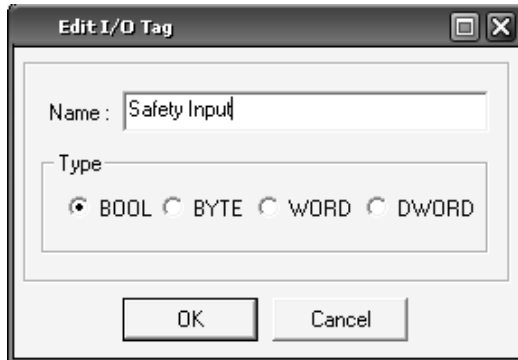 Edit I/O Tag
Name : Safety Input
Type
BOOL BYTE WORD DWORD
OK Cancel